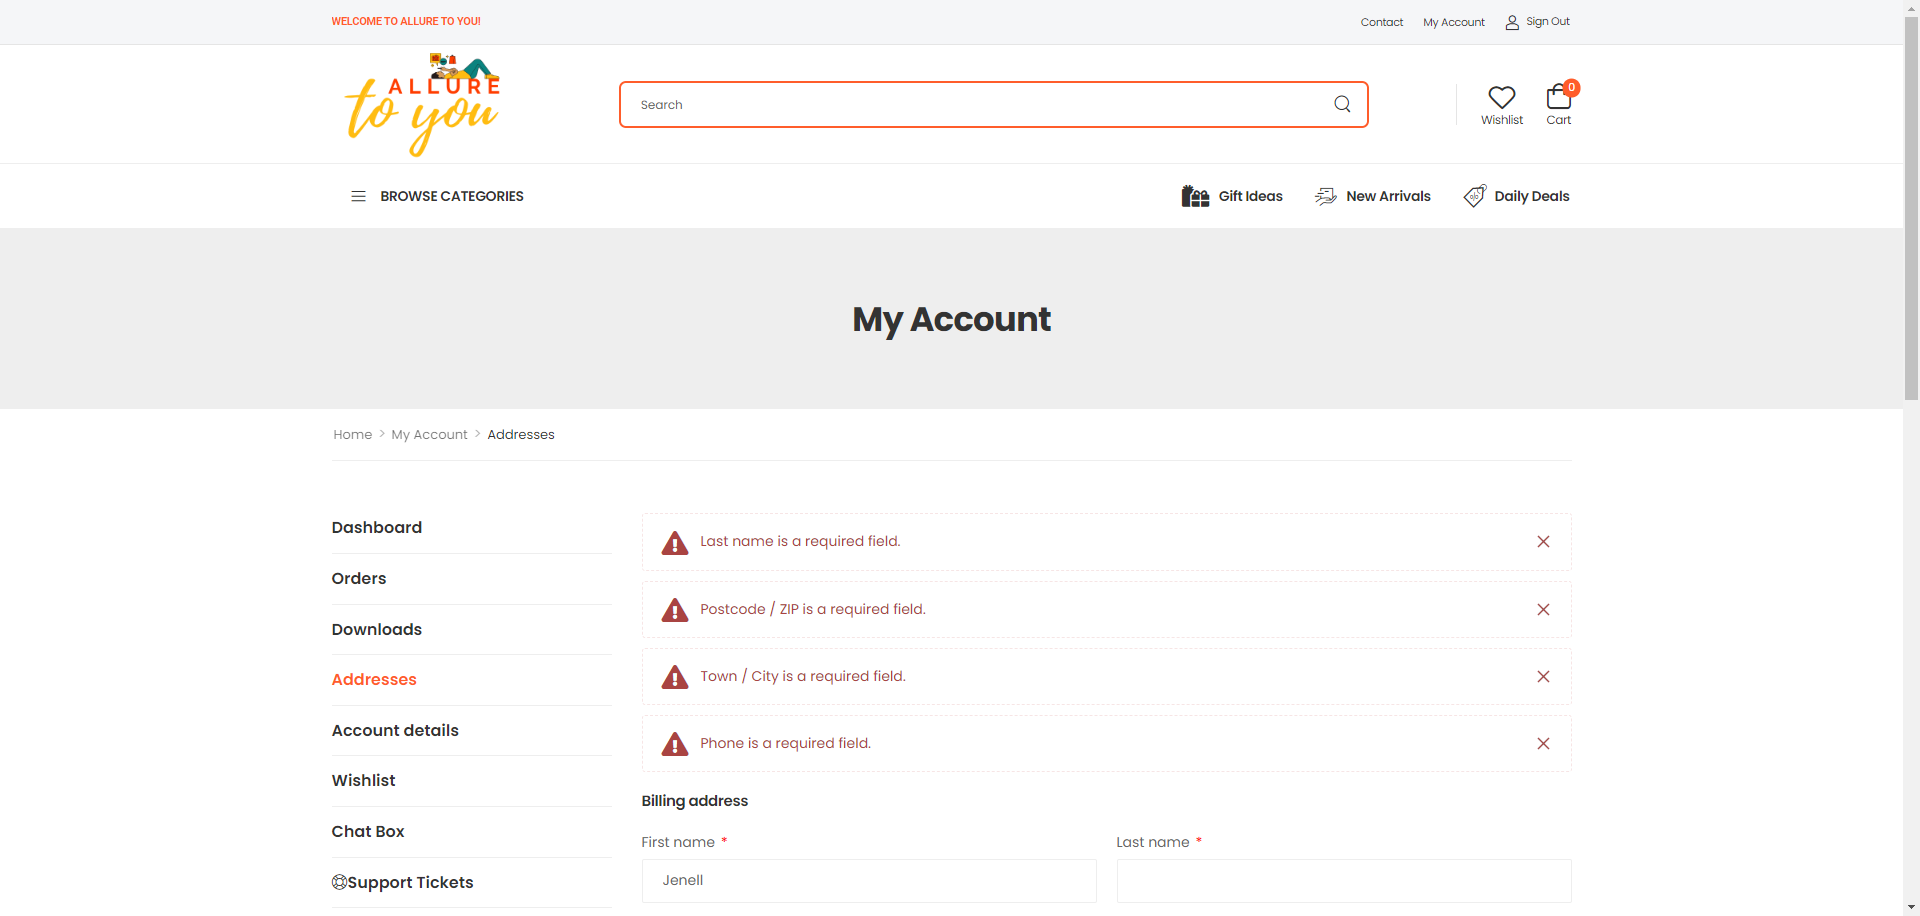 WELCOME TO ALLURE TO YOU!
Contact
My Account
Sign Out
ALLURE
to you
Search
Wishlist
0
Cart
BROWSE CATEGORIES
Gift Ideas
New Arrivals
Daily Deals
My Account
Home > My Account > Addresses
Dashboard
Orders
Downloads
Addresses
Account details
Wishlist
Chat Box
Support Tickets
Last name is a required field.
Postcode / ZIP is a required field.
Town / City is a required field.
Phone is a required field.
Billing address
First name *
Jenell
Last name *